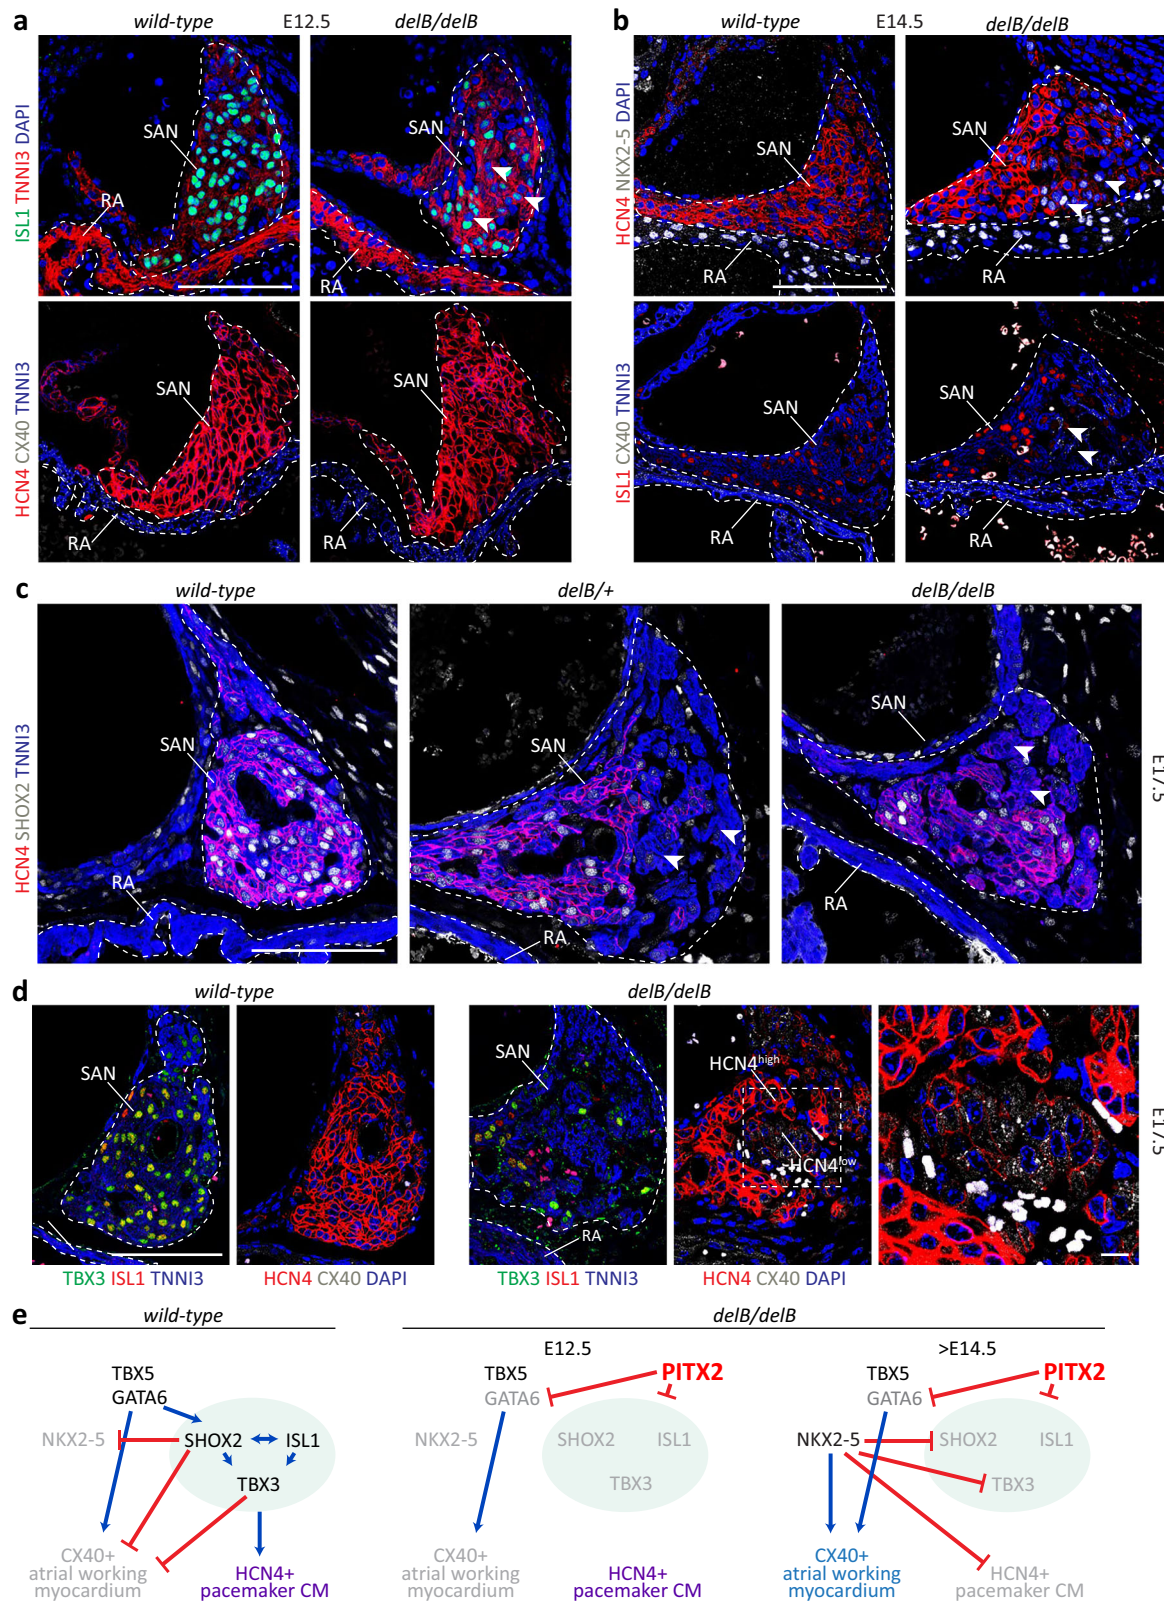 a wild-type E12.5 delB/delB
ISL1 TNNI3 DAPI
SAN
RA
SAN
RA
HCN4 CX40 TNNI3
SAN
RA
SAN
RA
b wild-type E14.5 delB/delB
HCN4 NKX2-5 DAPI
SAN
RA
SAN
RA
ISL1 CX40 TNNI3
SAN
RA
SAN
RA
c wild-type delB/+ delB/delB
HCN4 SHOX2 TNNI3
SAN
RA
SAN
RA
SAN
RA
E17.5
d wild-type delB/delB
SAN
SAN
RA
HCN4high
HCN4low
E17.5
TBX3 ISL1 TNNI3 HCN4 CX40 DAPI TBX3 ISL1 TNNI3 HCN4 CX40 DAPI
e wild-type delB/delB
TBX5
GATA6
NKX2-5 SHOX2 ISL1
TBX3
CX40+
atrial working
myocardium
HCN4+
pacemaker CM
E12.5
TBX5 PITX2
GATA6
NKX2-5 SHOX2 ISL1
TBX3
CX40+
atrial working
myocardium
HCN4+
pacemaker CM
>E14.5
TBX5 PITX2
GATA6
NKX2-5 SHOX2 ISL1
TBX3
CX40+
atrial working
myocardium
HCN4+
pacemaker CM